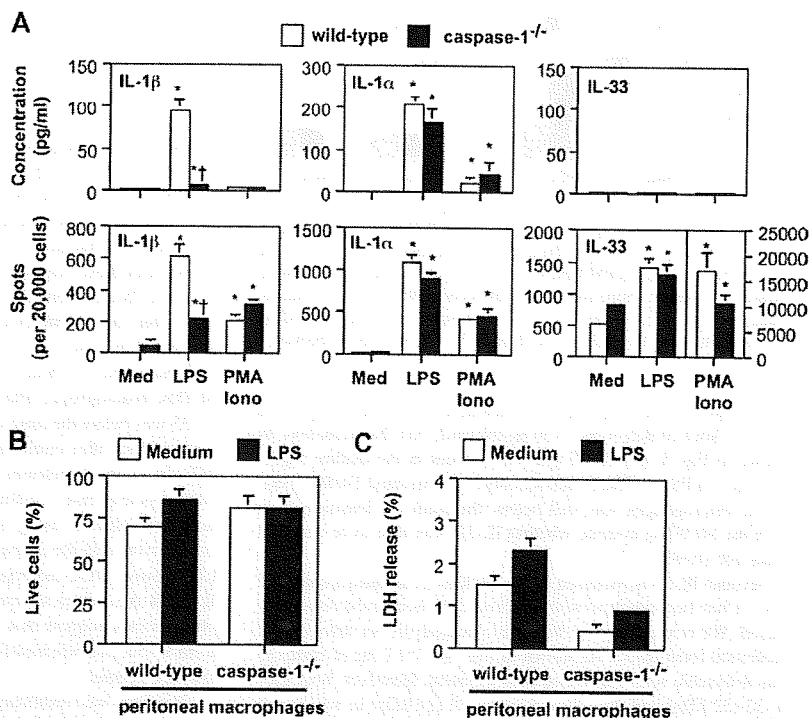 A
wild-type caspase-1-/-
IL-1β
IL-1α
IL-33
Concentration
(pg/ml)
150
100
50
0
300
200
100
0
150
100
50
0
IL-1β
IL-1α
IL-33
Spots
(per 20,000 cells)
800
600
400
200
0
1500
1000
500
0
2000
1500
1000
500
0
25000
20000
15000
10000
5000
0
* *† * * * * *† * *
Med LPS PMA
Iono
Med LPS PMA
Iono
Med LPS PMA
Iono
B
Medium LPS
Live cells (%)
100
75
50
25
0
wild-type caspase-1-/-
peritoneal macrophages
C
Medium LPS
LDH release (%)
4
3
2
1
0
wild-type caspase-1-/-
peritoneal macrophages